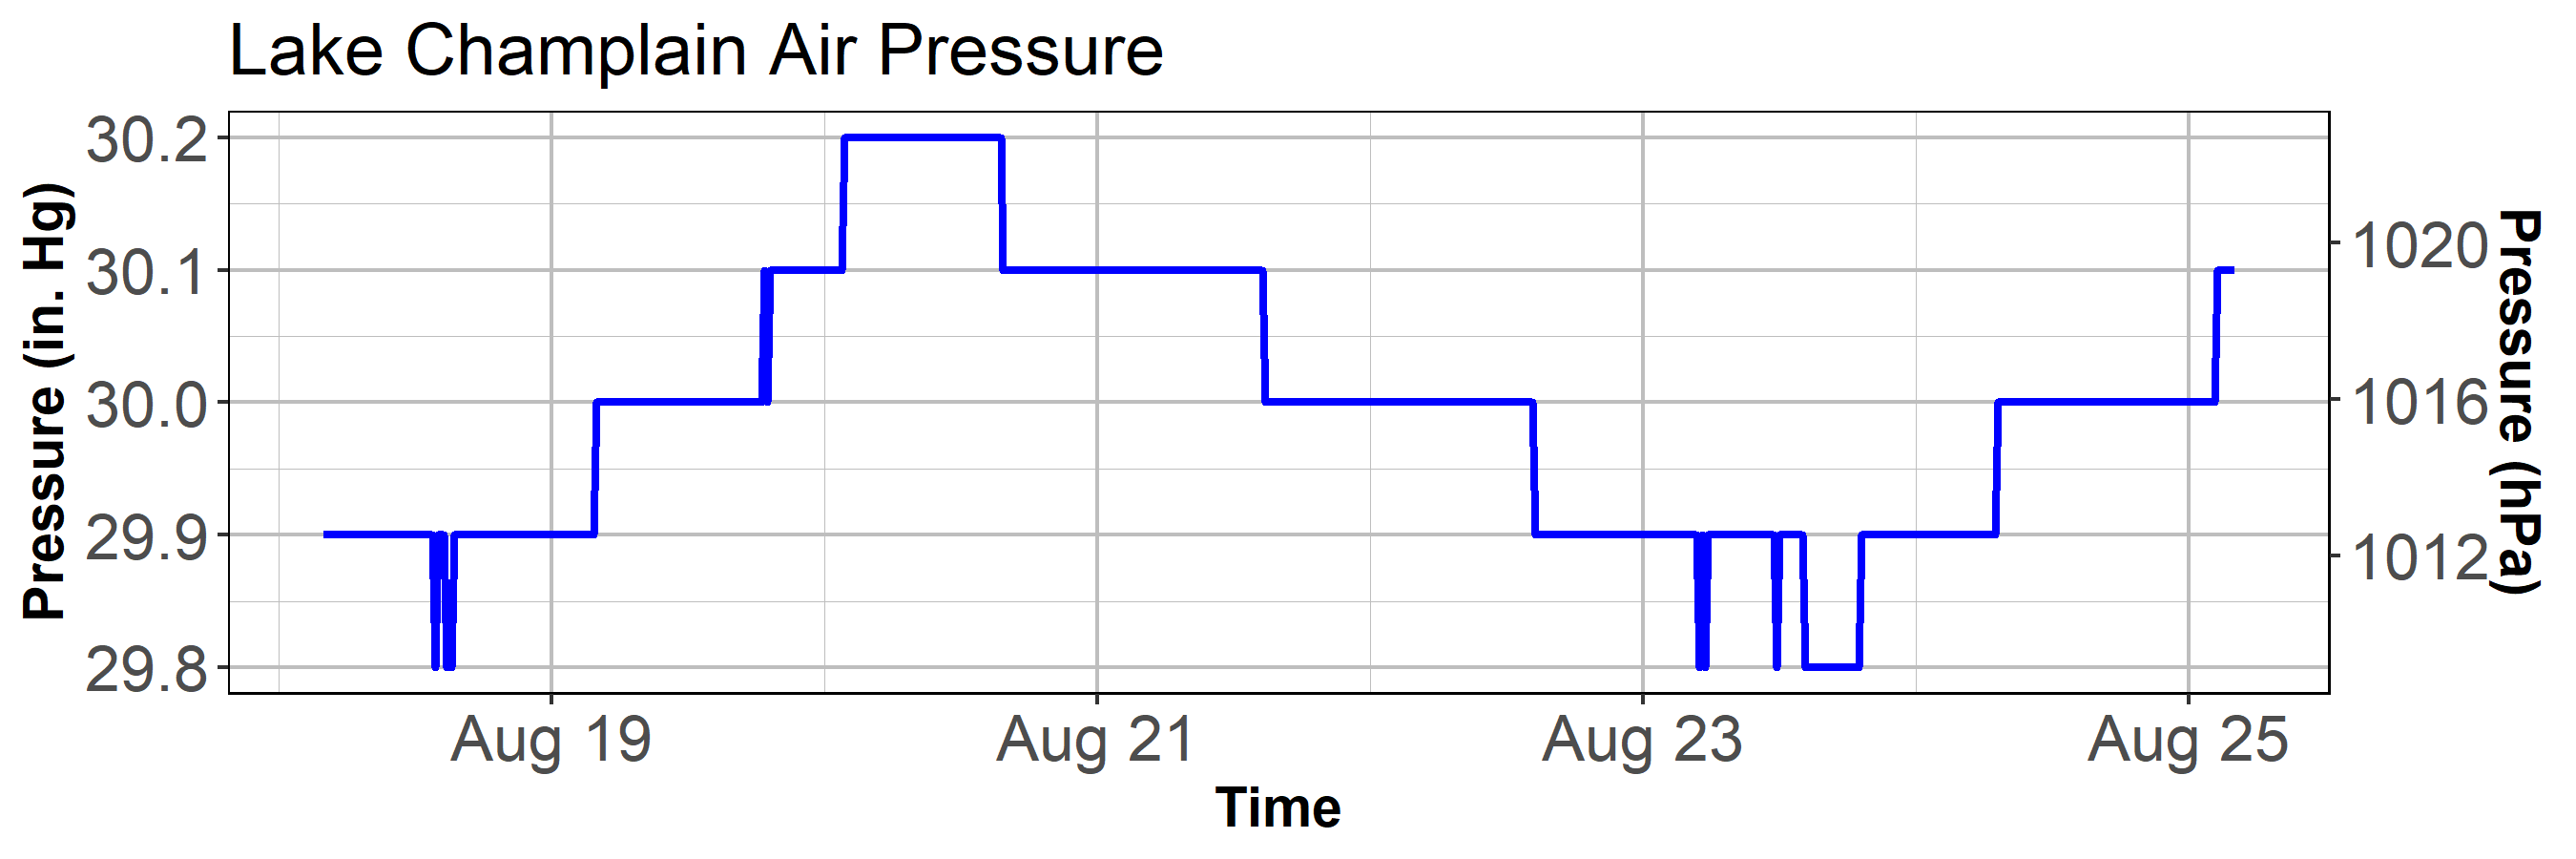 Lake Champlain Air Pressure
Pressure (in. Hg)
30.2
30.1
30.0
29.9
29.8
1020
1016
1012
Pressure (hPa)
Aug 19 Aug 21 Aug 23 Aug 25
Time